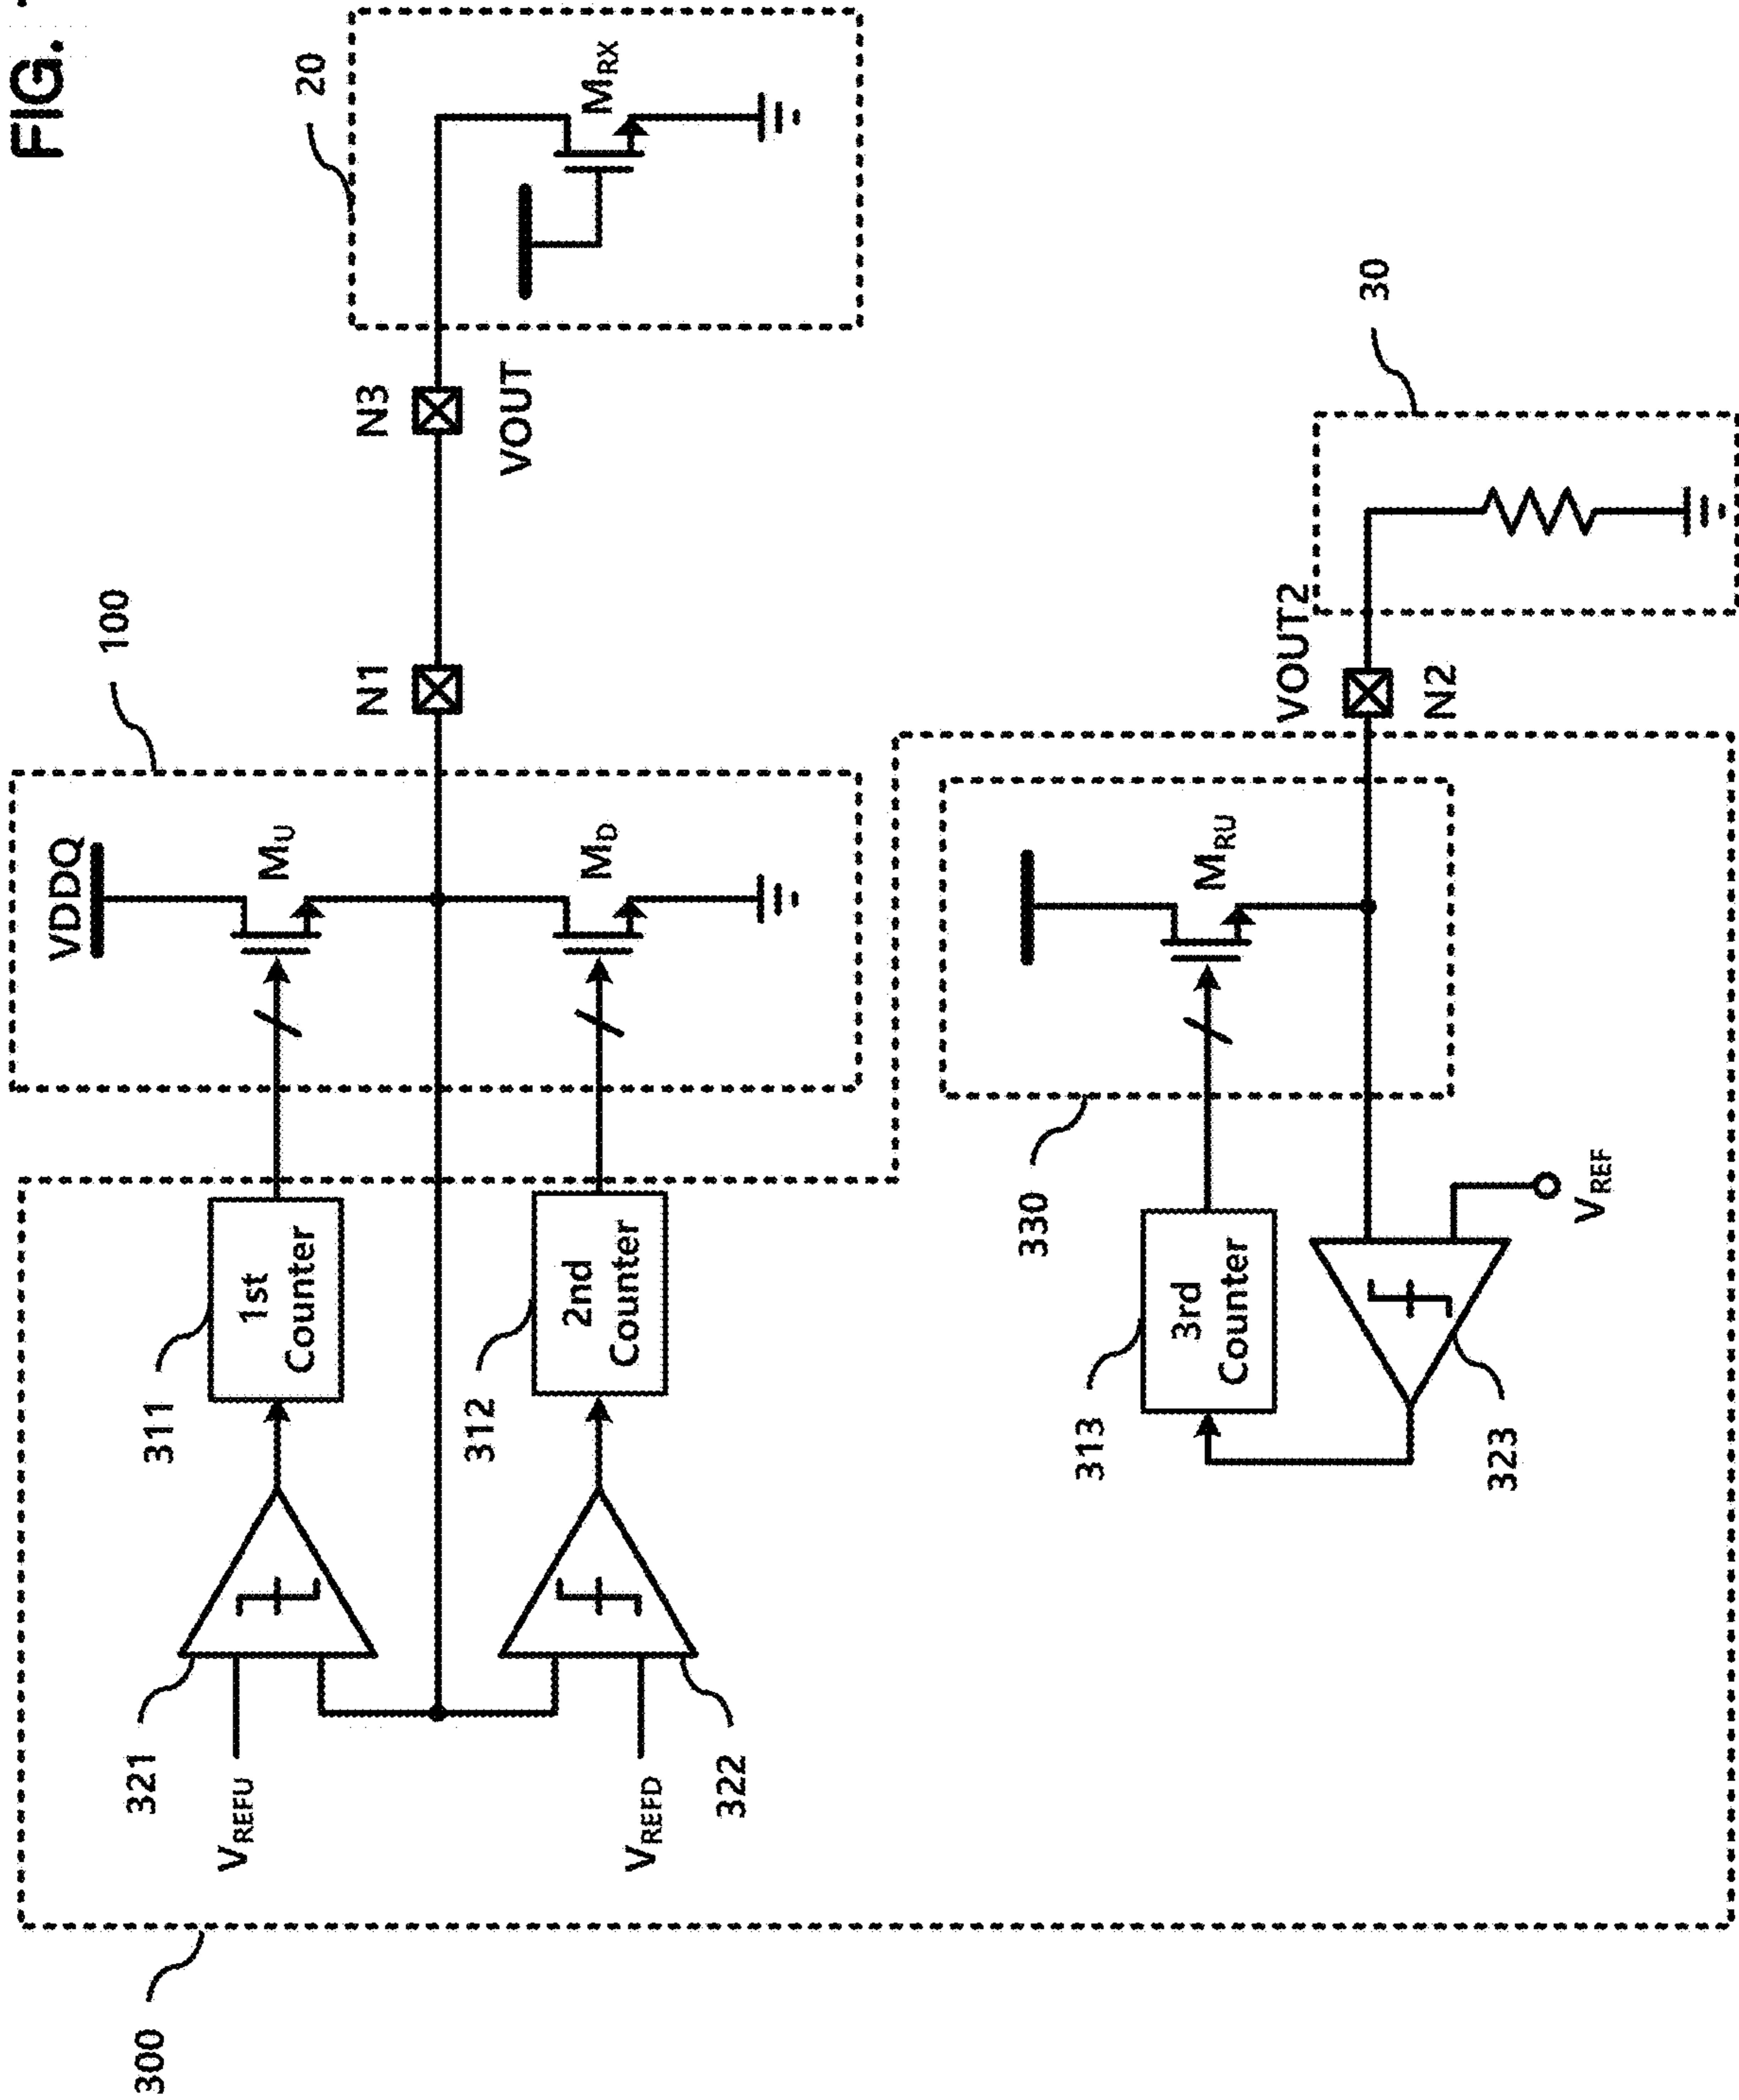 FIG.
300
321
VREFU
VREFD
322
311
1st
Counter
312
2nd
Counter
100
VDDQ
MU
MD
N1
N3
VOUT
20
MRX
313
3rd
Counter
323
VREF
330
MRU
VOUT2
N2
30